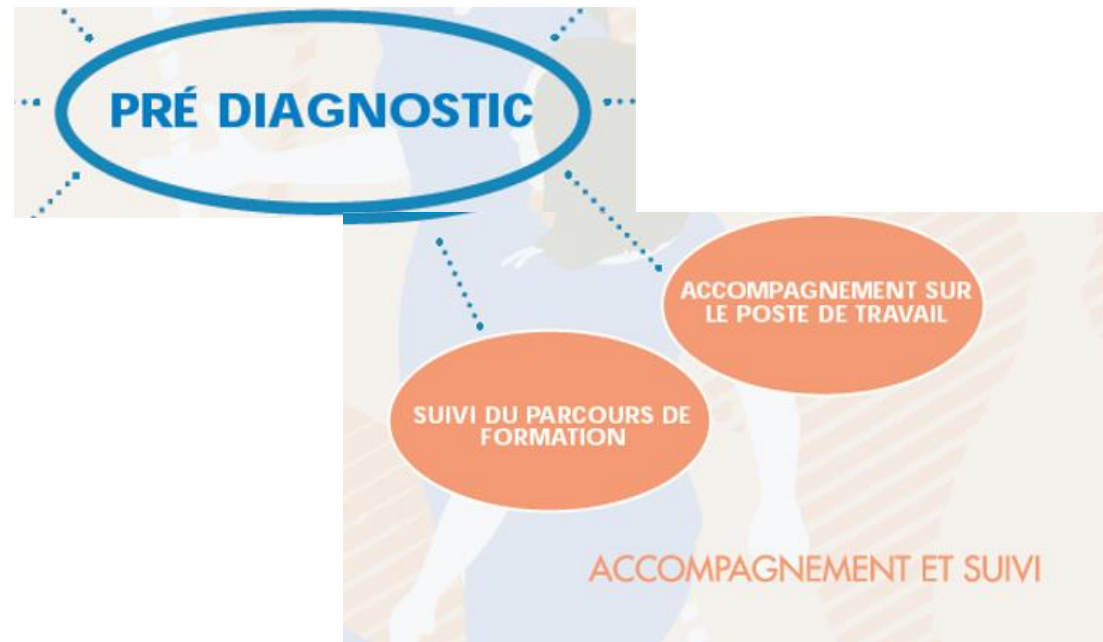 PRÉ DIAGNOSTIC
ACCOMPAGNEMENT SUR
LE POSTE DE TRAVAIL
SUIVI DU PARCOURS DE
FORMATION
ACCOMPAGNEMENT ET SUIVI